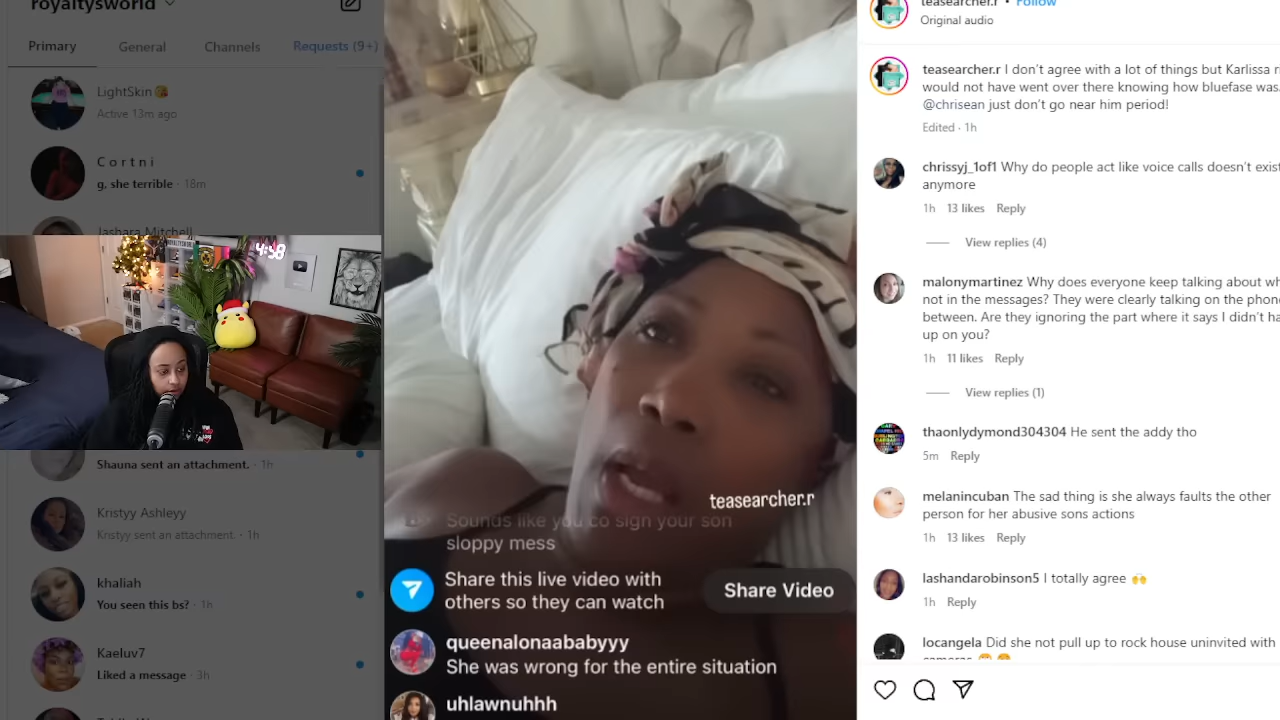 royaltysworld
Primary
General
Channels
Requests (9+)
LightSkin😘
Active 13m ago
C o r t n i
g, she terrible · 18m
Jashara Mitchell
4:58
Shauna sent an attachment. · 1h
Kristyy Ashleyy
Kristyy sent an attachment. · 1h
khaliah
You seen this bs? · 1h
Kaeluv7
Liked a message · 3h
teasearcher.r
Sounds like you co sign your son
sloppy mess
Share this live video with
others so they can watch
Share Video
queenalonaababyyy
She was wrong for the entire situation
uhlawnuhhh
teasearcher.r • Follow
Original audio
teasearcher.r I don't agree with a lot of things but Karlissa ri
would not have went over there knowing how bluefase was.
@chrisean just don't go near him period!
Edited · 1h
chrissyj_1of1 Why do people act like voice calls doesn't exist
anymore
1h 13 likes Reply
View replies (4)
malonymartinez Why does everyone keep talking about wh
not in the messages? They were clearly talking on the phone
between. Are they ignoring the part where it says I didn't ha
up on you?
1h 11 likes Reply
View replies (1)
thaonlydymond304304 He sent the addy tho
5m Reply
melanincuban The sad thing is she always faults the other
person for her abusive sons actions
1h 13 likes Reply
lashandarobinson5 I totally agree 🙌
1h Reply
locangela Did she not pull up to rock house uninvited with
cameras